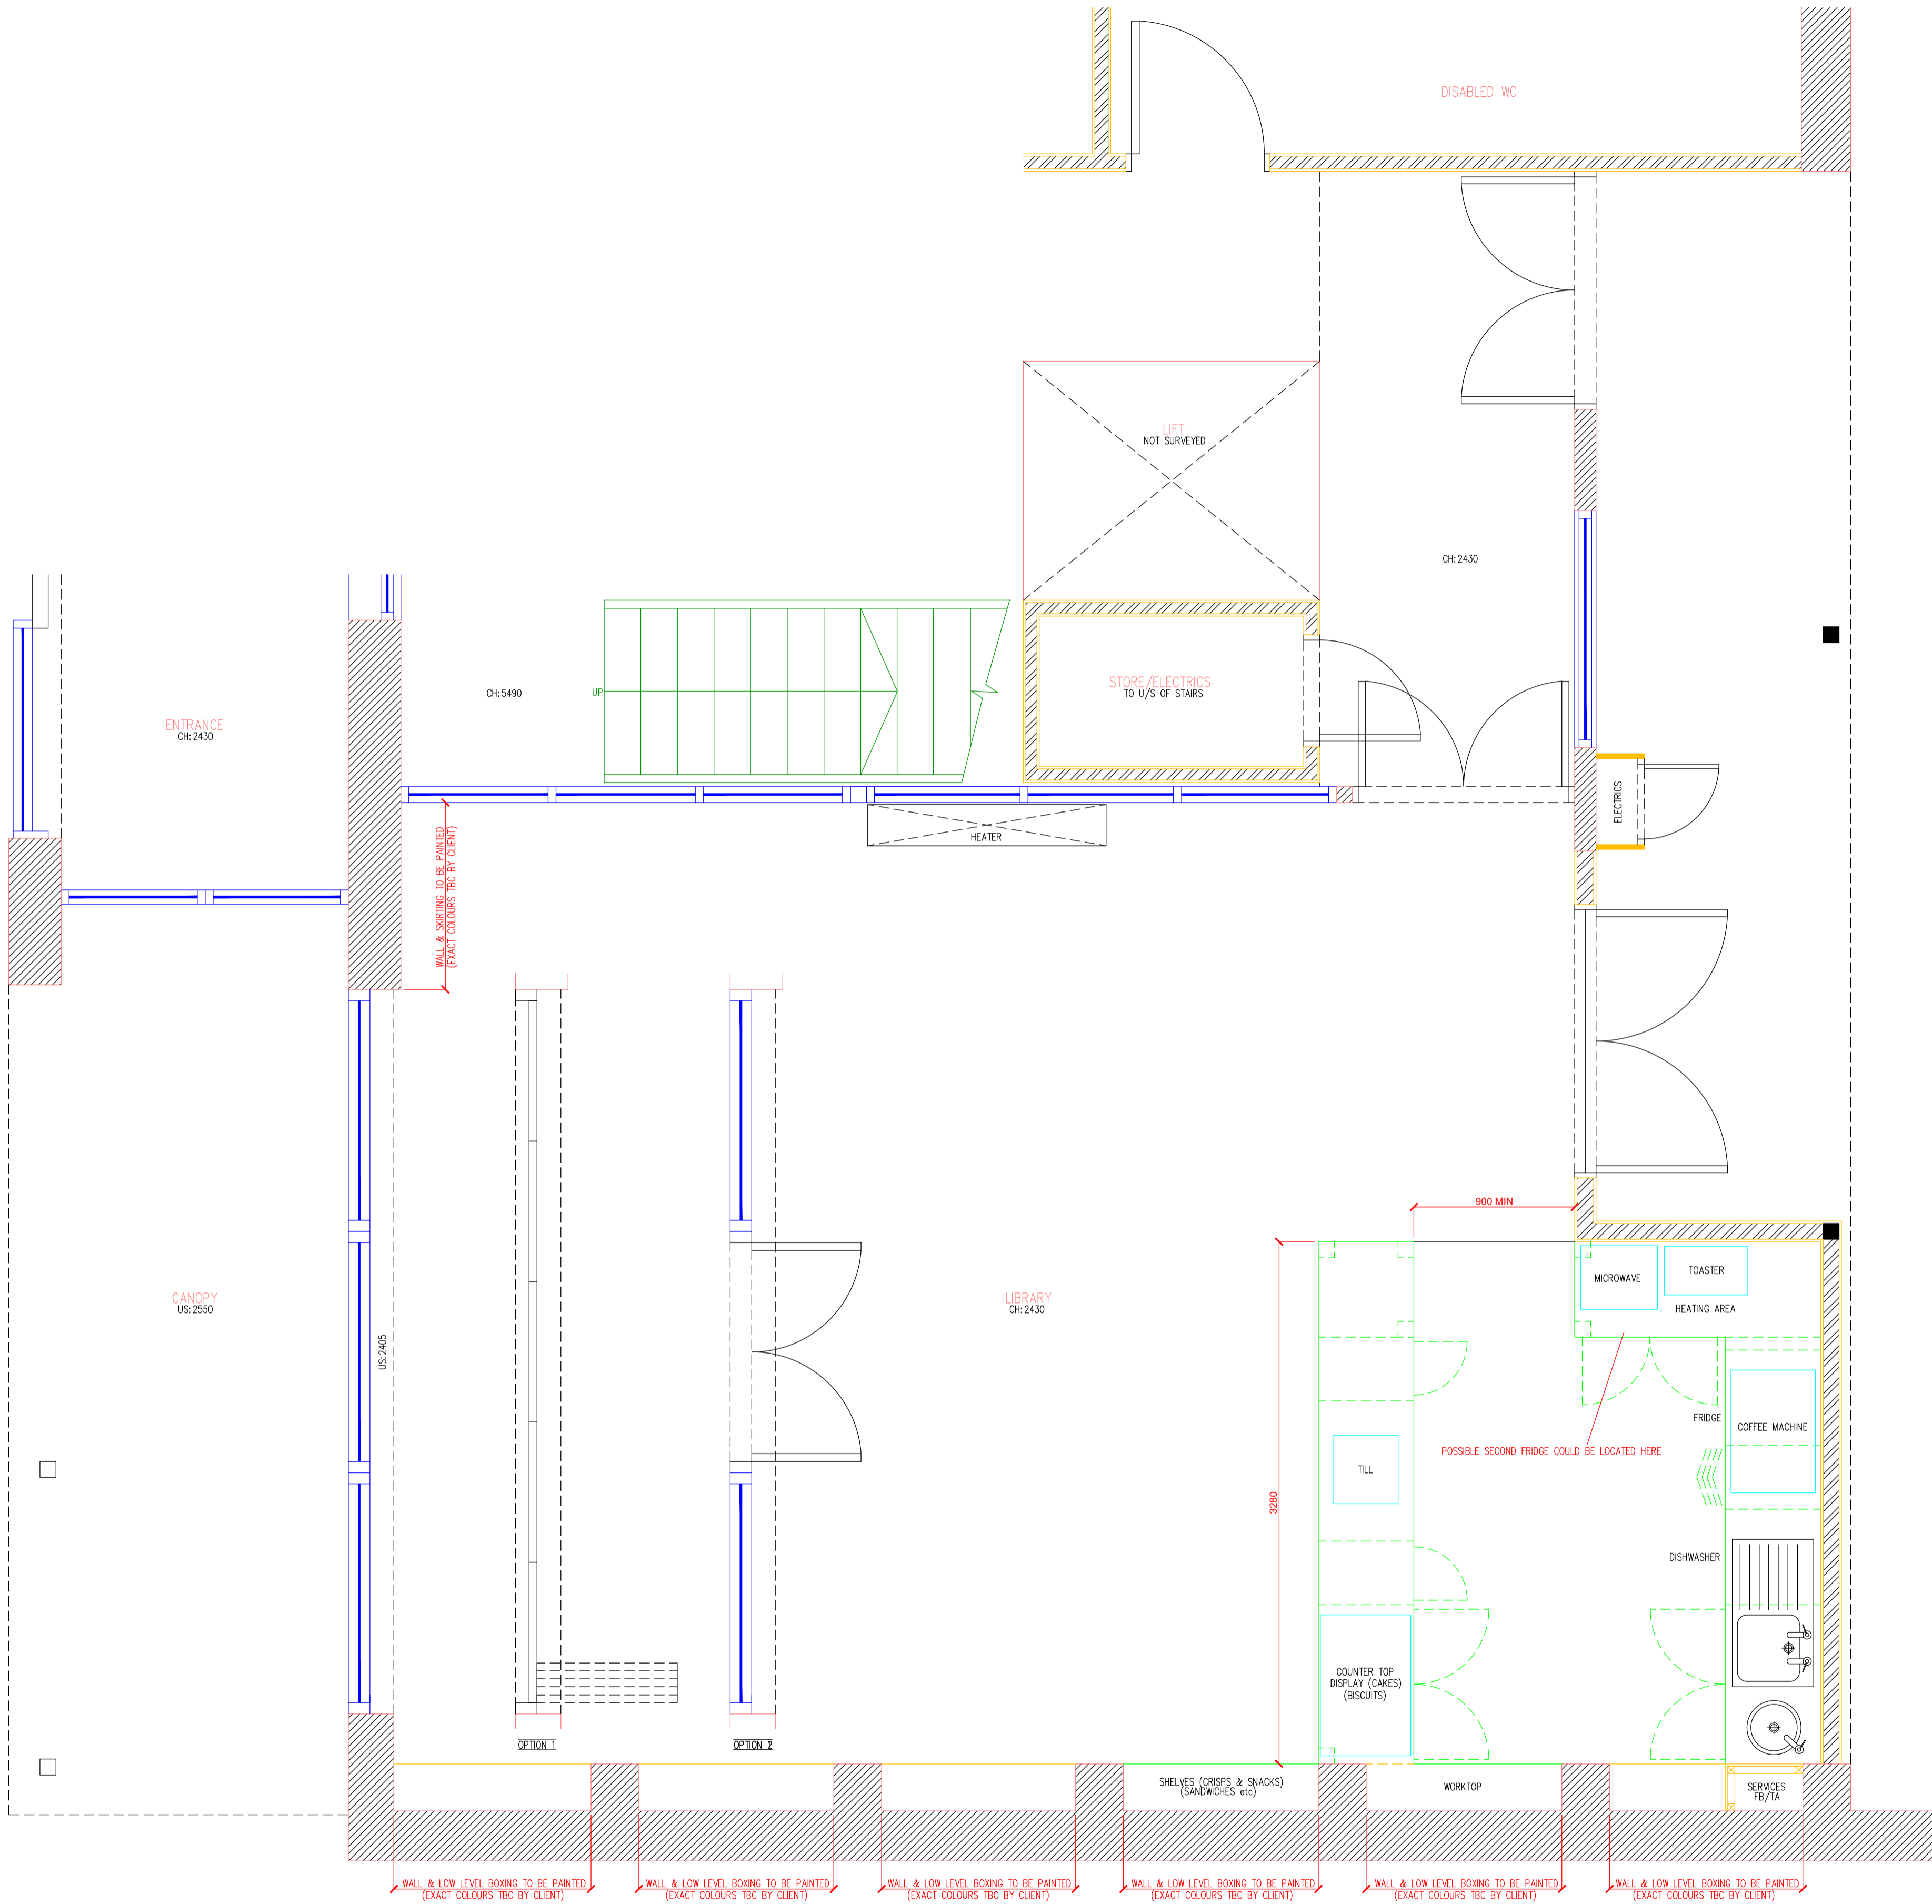 DISABLED WC
LIFT
NOT SURVEYED
CH: 2430
ENTRANCE
CH: 2430
CH: 5490
UP
STORE/ELECTRICS
TO U/S OF STAIRS
ELECTRICS
HEATER
WALL & SKIRTING TO BE PAINTED
(EXACT COLOURS TBC BY CLIENT)
900 MIN
CANOPY
US: 2550
US: 2405
LIBRARY
CH: 2430
MICROWAVE
TOASTER
HEATING AREA
FRIDGE
COFFEE MACHINE
POSSIBLE SECOND FRIDGE COULD BE LOCATED HERE
TILL
3280
DISHWASHER
COUNTER TOP
DISPLAY (CAKES)
(BISCUITS)
OPTION 1
OPTION 2
SHELVES (CRISPS & SNACKS)
(SANDWICHES etc)
WORKTOP
SERVICES
FB/TA
WALL & LOW LEVEL BOXING TO BE PAINTED
(EXACT COLOURS TBC BY CLIENT)
WALL & LOW LEVEL BOXING TO BE PAINTED
(EXACT COLOURS TBC BY CLIENT)
WALL & LOW LEVEL BOXING TO BE PAINTED
(EXACT COLOURS TBC BY CLIENT)
WALL & LOW LEVEL BOXING TO BE PAINTED
(EXACT COLOURS TBC BY CLIENT)
WALL & LOW LEVEL BOXING TO BE PAINTED
(EXACT COLOURS TBC BY CLIENT)
WALL & LOW LEVEL BOXING TO BE PAINTED
(EXACT COLOURS TBC BY CLIENT)